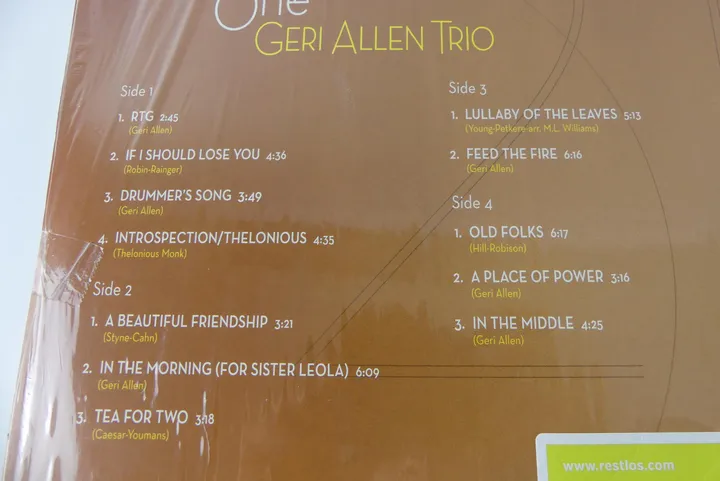 One
GERI ALLEN TRIO
Side 1
1. RTG 2:45
(Geri Allen)
2. IF I SHOULD LOSE YOU 4:36
(Robin-Rainger)
3. DRUMMER'S SONG 3:49
(Geri Allen)
4. INTROSPECTION/THELONIOUS 4:35
(Thelonious Monk)
Side 2
1. A BEAUTIFUL FRIENDSHIP 3:21
(Styne-Cahn)
2. IN THE MORNING (FOR SISTER LEOLA) 6:09
(Geri Allen)
3. TEA FOR TWO 3:18
(Caesar-Youmans)
Side 3
1. LULLABY OF THE LEAVES 5:13
(Young-Petkere-arr. M.L. Williams)
2. FEED THE FIRE 6:16
(Geri Allen)
Side 4
1. OLD FOLKS 6:17
(Hill-Robison)
2. A PLACE OF POWER 3:16
(Geri Allen)
3. IN THE MIDDLE 4:25
(Geri Allen)
www.restlos.com